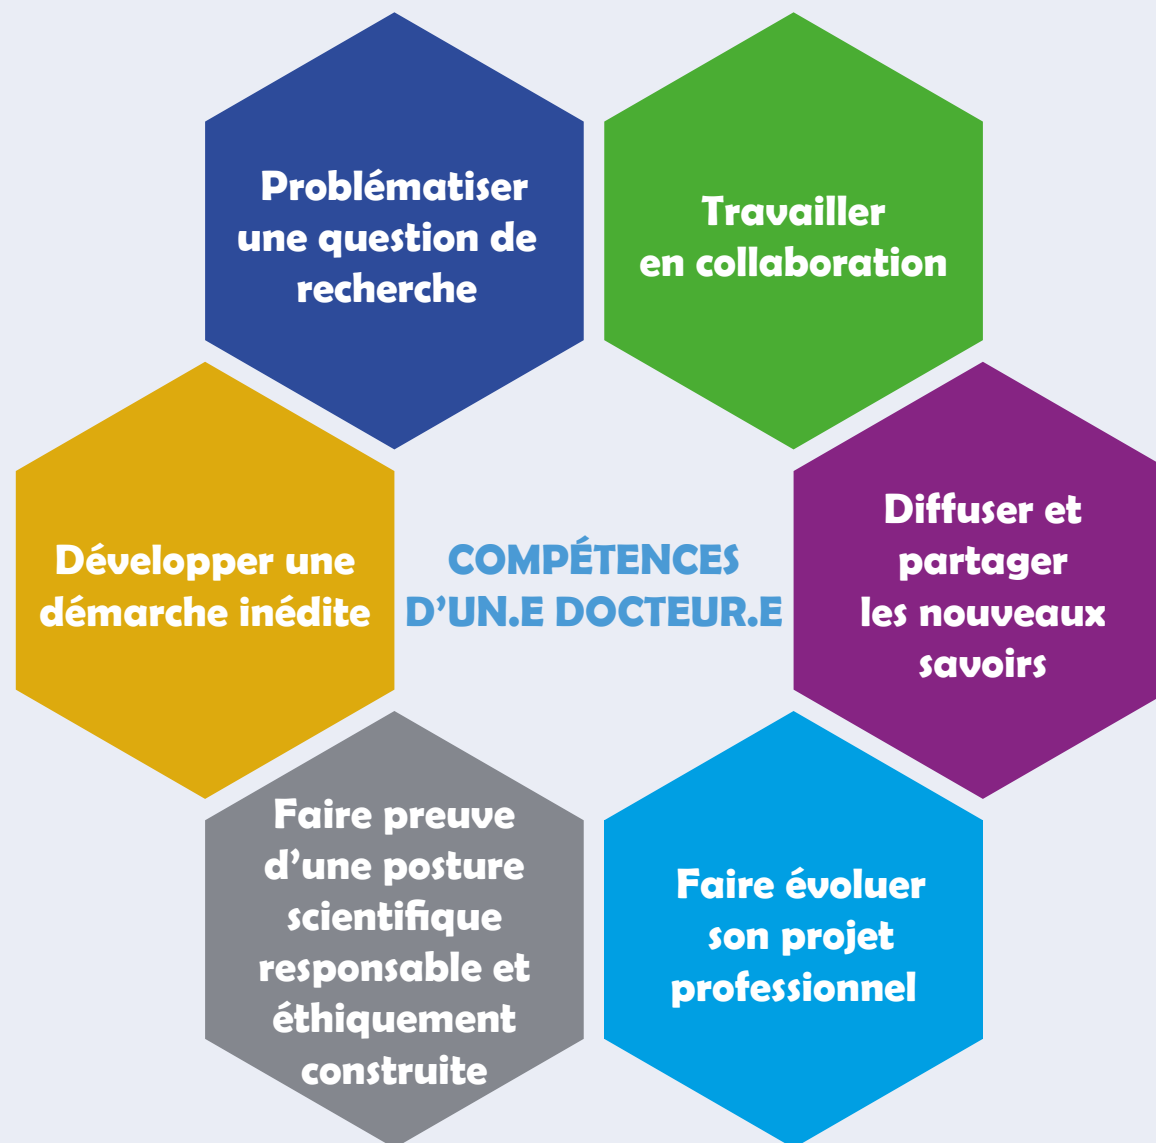 Problématiser
une question de
recherche
Travailler
en collaboration
Développer une
démarche inédite
COMPÉTENCES
D’UN.E DOCTEUR.E
Diffuser et
partager
les nouveaux
savoirs
Faire preuve
d’une posture
scientifique
responsable et
éthiquement
construite
Faire évoluer
son projet
professionnel